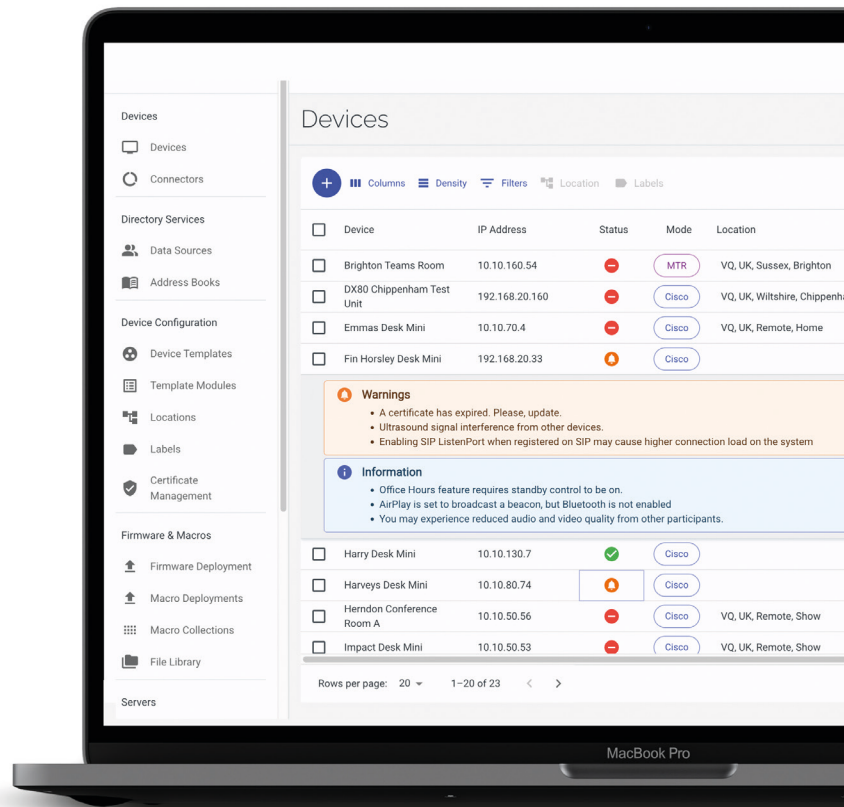 Devices
Devices
Connectors
Directory Services
Data Sources
Address Books
Device Configuration
Device Templates
Template Modules
Locations
Labels
Certificate
Management
Firmware & Macros
Firmware Deployment
Macro Deployments
Macro Collections
File Library
Servers
Devices
Columns Density Filters Location Labels
Device IP Address Status Mode Location
Brighton Teams Room 10.10.160.54 MTR VQ, UK, Sussex, Brighton
DX80 Chippenham Test
Unit 192.168.20.160 Cisco VQ, UK, Wiltshire, Chippenha
Emmas Desk Mini 10.10.70.4 Cisco VQ, UK, Remote, Home
Fin Horsley Desk Mini 192.168.20.33 Cisco
Warnings
• A certificate has expired. Please, update.
• Ultrasound signal interference from other devices.
• Enabling SIP ListenPort when registered on SIP may cause higher connection load on the system
Information
• Office Hours feature requires standby control to be on.
• AirPlay is set to broadcast a beacon, but Bluetooth is not enabled
• You may experience reduced audio and video quality from other participants.
Harry Desk Mini 10.10.130.7 Cisco
Harveys Desk Mini 10.10.80.74 Cisco
Herndon Conference
Room A 10.10.50.56 Cisco VQ, UK, Remote, Show
Impact Desk Mini 10.10.50.53 Cisco VQ, UK, Remote, Show
Rows per page: 20 1–20 of 23
MacBook Pro